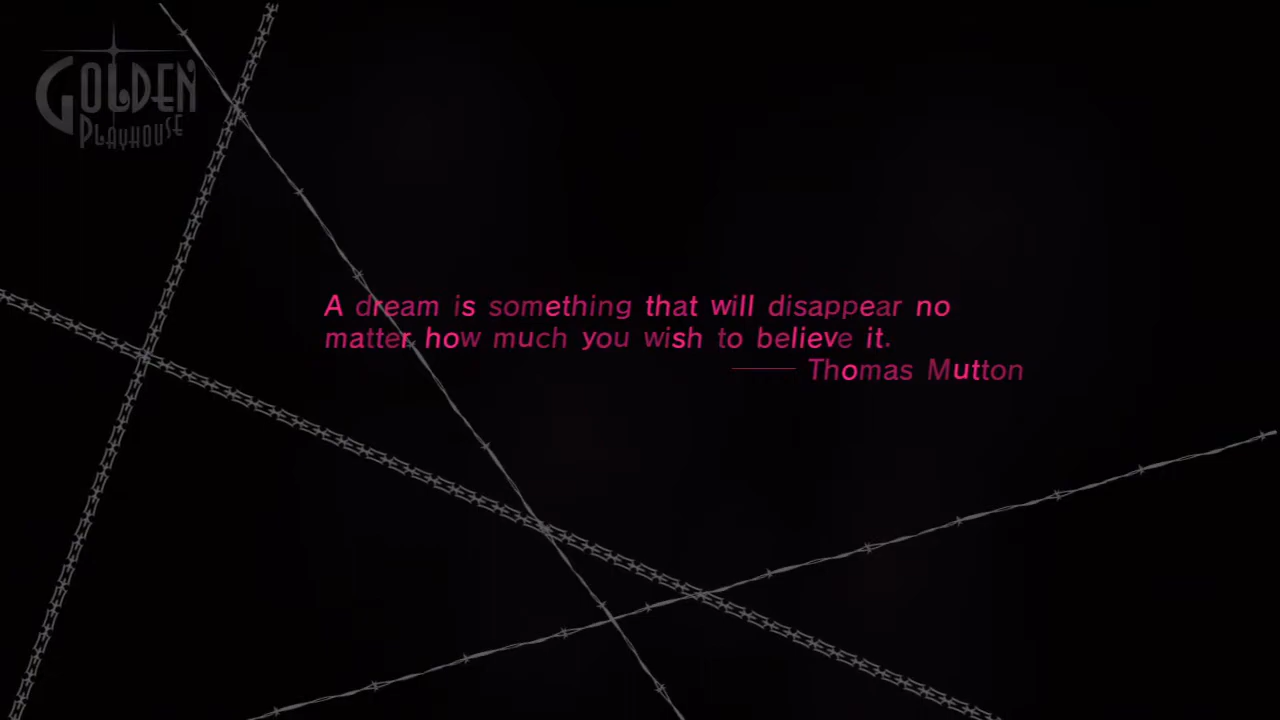 GOLDEN
PLAYHOUSE
A dream is something that will disappear no
matter how much you wish to believe it.
Thomas Mutton